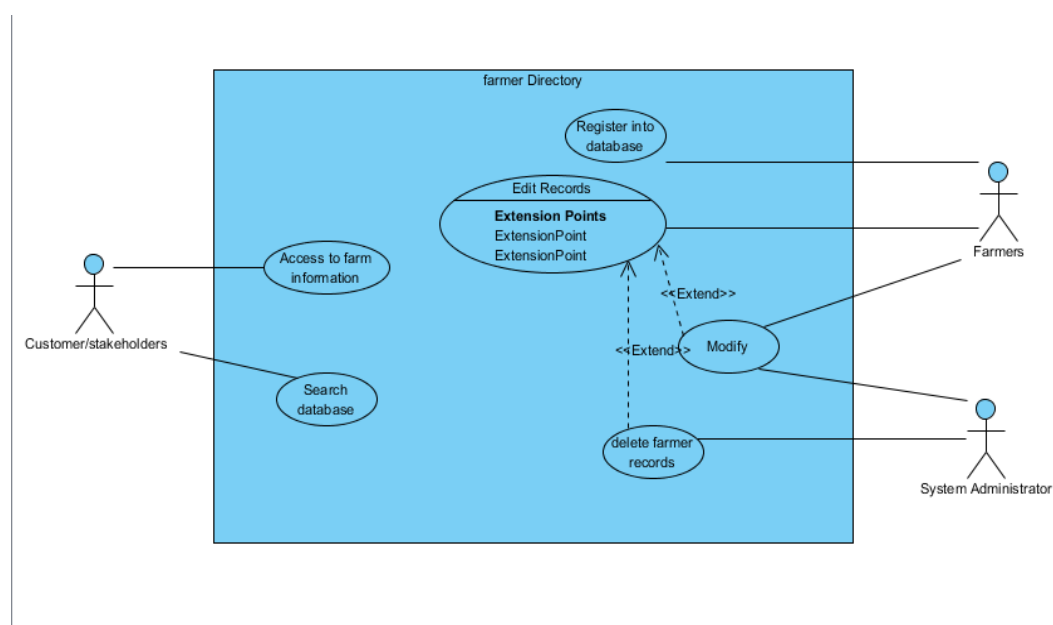 farmer Directory
Register into
database
Edit Records
Extension Points
ExtensionPoint
ExtensionPoint
Access to farm
information
Farmers
<<Extend>>
Customer/stakeholders
<<Extend>>
Modify
Search
database
delete farmer
records
System Administrator